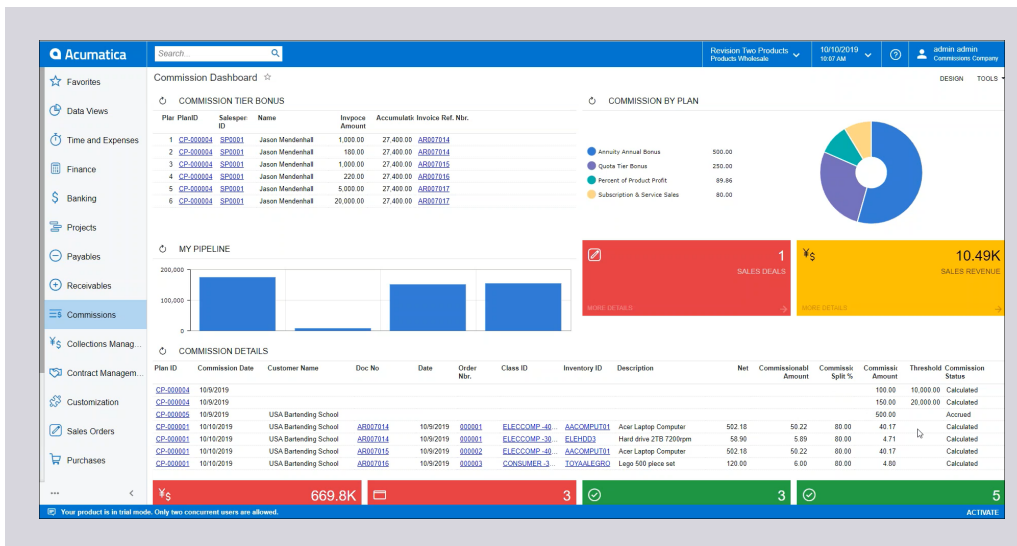 Acumatica
Search...
Revision Two Products
Products Wholesale
10/10/2019
10:07 AM
admin admin
Commissions Company
Favorites
Data Views
Time and Expenses
Finance
Banking
Projects
Payables
Receivables
Commissions
Collections Manag...
Contract Managem...
Customization
Sales Orders
Purchases
...
Commission Dashboard
DESIGN TOOLS
COMMISSION TIER BONUS
Plar PlanID Salesper ID Name Invpoce Amount Accumulatic Invoice Ref. Nbr.
1 CP-000004 SP0001 Jason Mendenhall 1,000.00 27,400.00 AR007014
2 CP-000004 SP0001 Jason Mendenhall 180.00 27,400.00 AR007014
3 CP-000004 SP0001 Jason Mendenhall 1,000.00 27,400.00 AR007015
4 CP-000004 SP0001 Jason Mendenhall 220.00 27,400.00 AR007016
5 CP-000004 SP0001 Jason Mendenhall 5,000.00 27,400.00 AR007017
6 CP-000004 SP0001 Jason Mendenhall 20,000.00 27,400.00 AR007017
COMMISSION BY PLAN
Annuity Annual Bonus 500.00
Quota Tier Bonus 250.00
Percent of Product Profit 89.86
Subscription & Service Sales 80.00
MY PIPELINE
200,000
100,000
0
1
SALES DEALS
MORE DETAILS
¥$
10.49K
SALES REVENUE
MORE DETAILS
COMMISSION DETAILS
Plan ID Commission Date Customer Name Doc No Date Order Nbr. Class ID Inventory ID Description Net Commissionabl Amount Commissic Split % Commissic Amount Threshold Commission Status
CP-000004 10/9/2019 100.00 10,000.00 Calculated
CP-000004 10/9/2019 150.00 20,000.00 Calculated
CP-000005 10/9/2019 USA Bartending School 500.00 Accrued
CP-000001 10/10/2019 USA Bartending School AR007014 10/9/2019 000001 ELECCOMP -40... AACOMPUT01 Acer Laptop Computer 502.18 50.22 80.00 40.17 Calculated
CP-000001 10/10/2019 USA Bartending School AR007014 10/9/2019 000001 ELECCOMP -30... ELEHDD3 Hard drive 2TB 7200rpm 58.90 5.89 80.00 4.71 Calculated
CP-000001 10/10/2019 USA Bartending School AR007015 10/9/2019 000002 ELECCOMP -40... AACOMPUT01 Acer Laptop Computer 502.18 50.22 80.00 40.17 Calculated
CP-000001 10/10/2019 USA Bartending School AR007016 10/9/2019 000003 CONSUMER -3... TOYAALEGRO Lego 500 piece set 120.00 6.00 80.00 4.80 Calculated
¥$ 669.8K
3
3
5
Your product is in trial mode. Only two concurrent users are allowed.
ACTIVATE